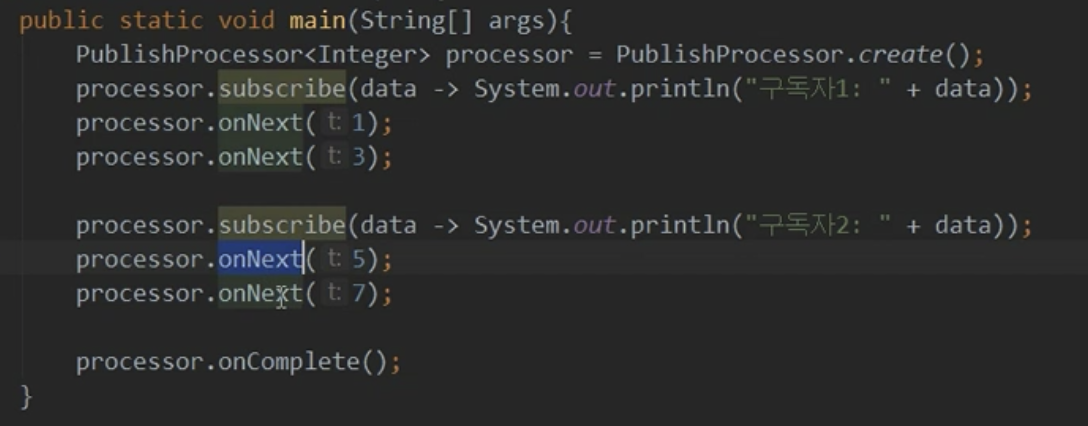 public static void main(String[] args){
PublishProcessor<Integer> processor = PublishProcessor.create();
processor.subscribe(data -> System.out.println("구독자1: " + data));
processor.onNext( t: 1);
processor.onNext( t: 3);
processor.subscribe(data -> System.out.println("구독자2: " + data));
processor.onNext( t: 5);
processor.onNext( t: 7);
processor.onComplete();
}